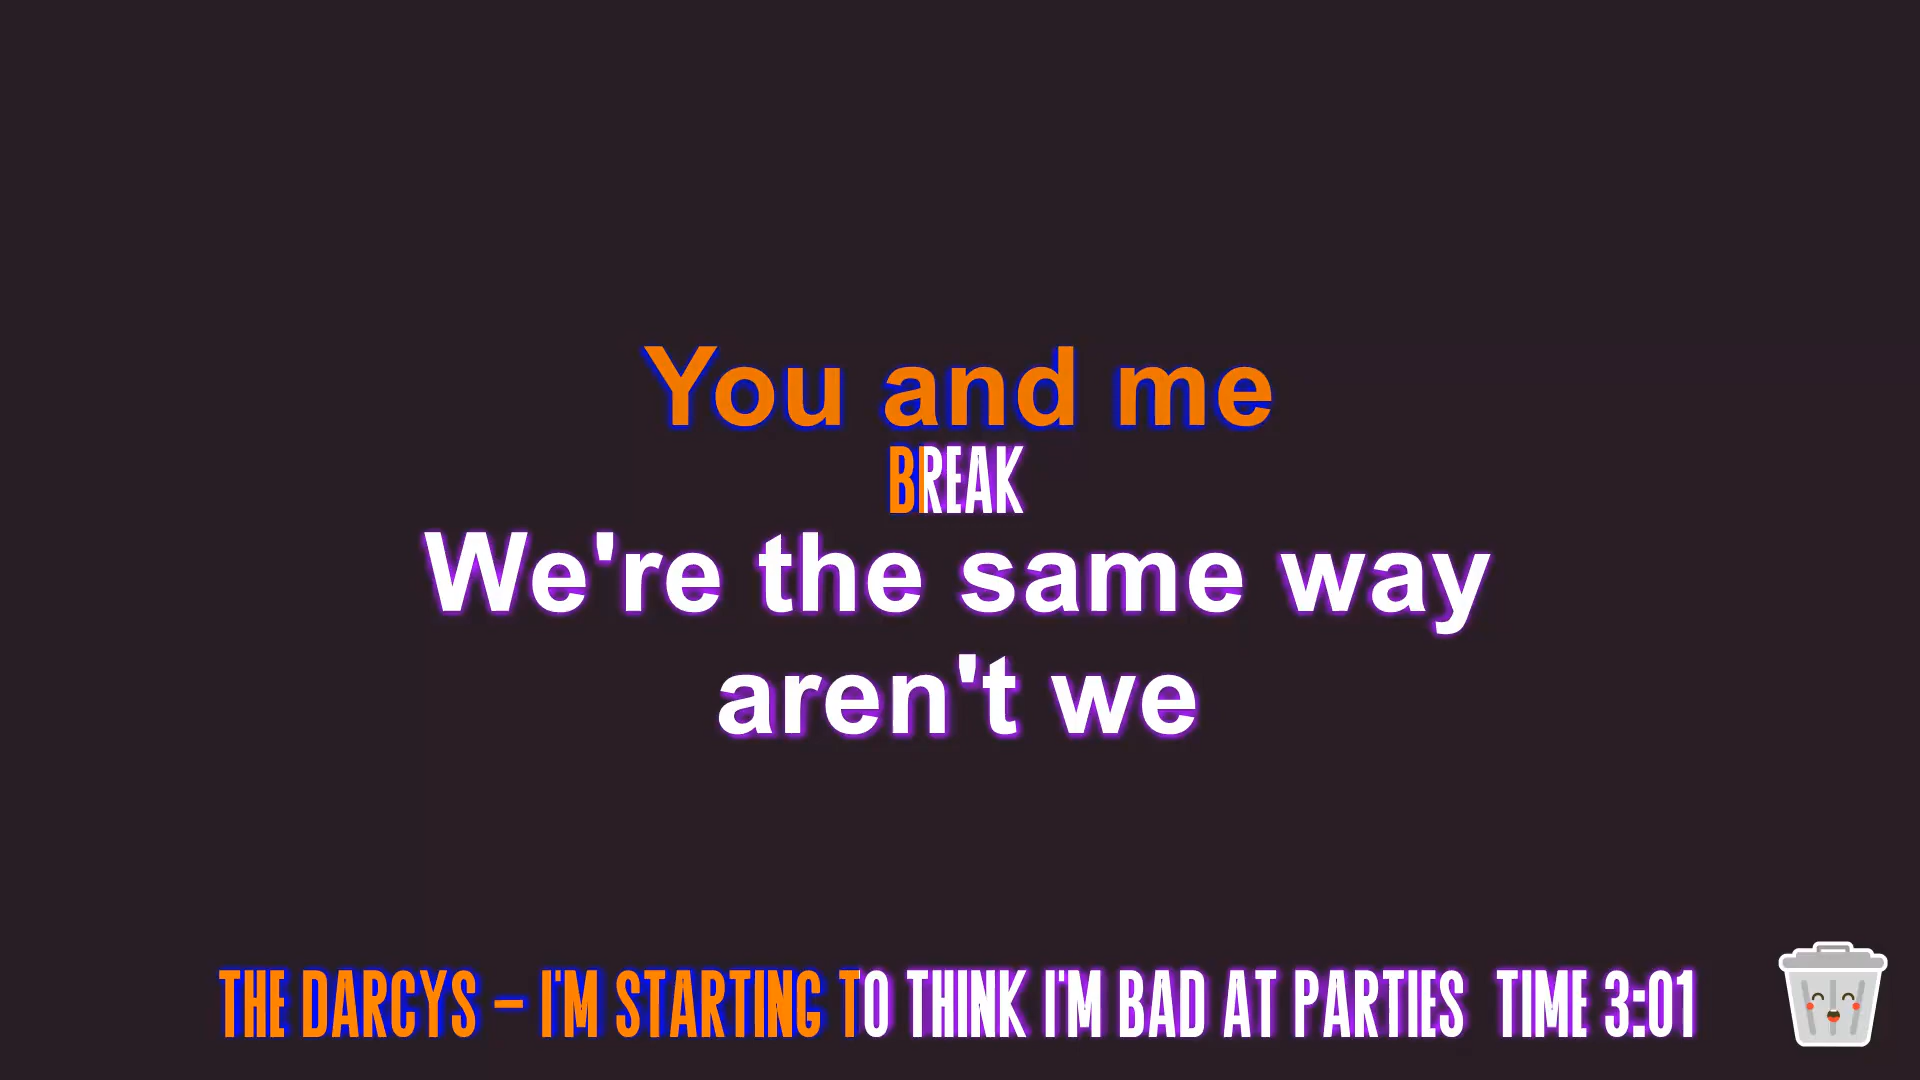 You and me
BREAK
We're the same way
aren't we
THE DARCYS – I'M STARTING TO THINK I'M BAD AT PARTIES TIME 3:01